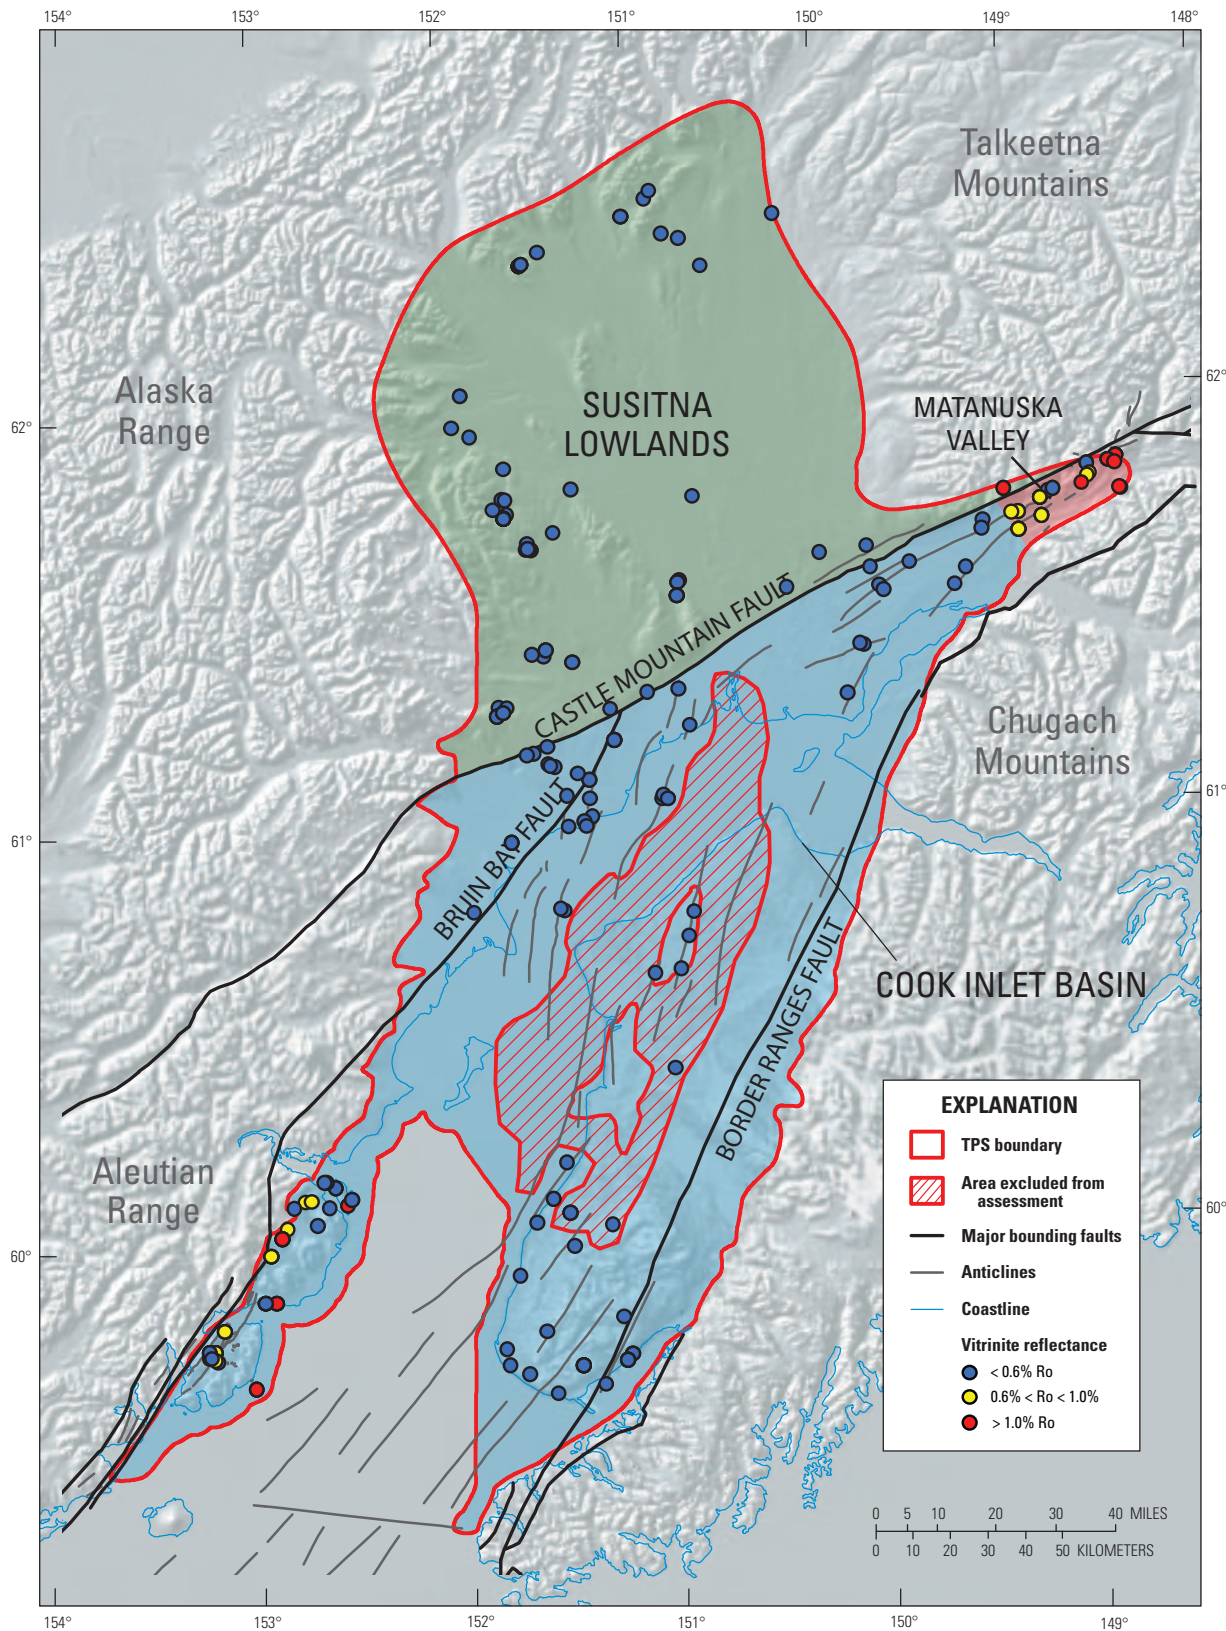 154°
153°
152°
151°
150°
149°
148°
Talkeetna
Mountains
Alaska
Range
62°
62°
SUSITNA
LOWLANDS
MATANUSKA
VALLEY
CASTLE MOUNTAIN FAULT
Chugach
Mountains
61°
61°
BRUIN BAY FAULT
COOK INLET BASIN
BORDER RANGES FAULT
Aleutian
Range
60°
60°
EXPLANATION
TPS boundary
Area excluded from
assessment
Major bounding faults
Anticlines
Coastline
Vitrinite reflectance
< 0.6% Ro
0.6% < Ro < 1.0%
> 1.0% Ro
0 5 10 20 30 40 MILES
0 10 20 30 40 50 KILOMETERS
154°
153°
152°
151°
150°
149°